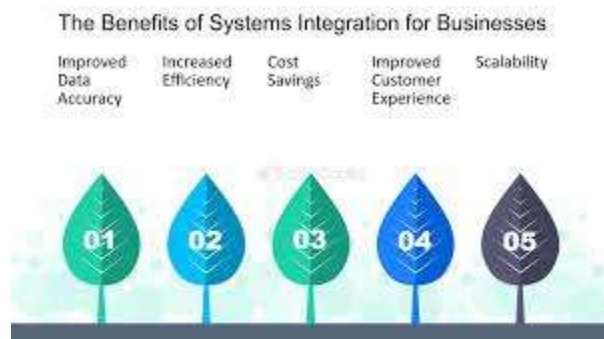 The Benefits of Systems Integration for Businesses
Improved
Data
Accuracy
Increased
Efficiency
Cost
Savings
Improved
Customer
Experience
Scalability
01
02
03
04
05